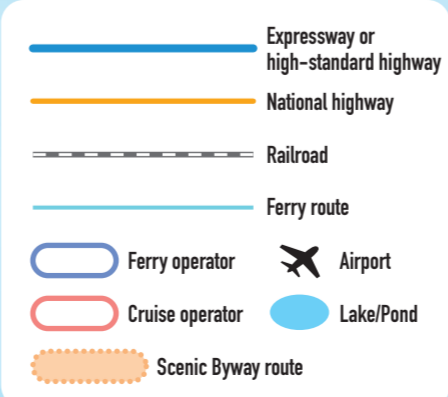 Expressway or
high-standard highway
National highway
Railroad
Ferry route
Ferry operator
Airport
Cruise operator
Lake/Pond
Scenic Byway route